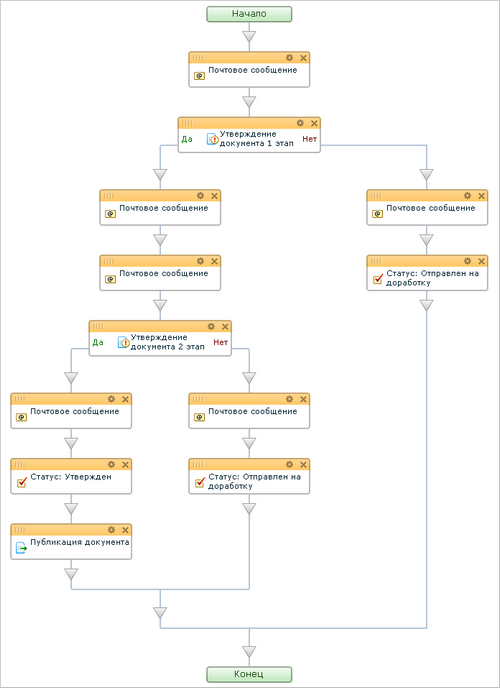 Начало
Почтовое сообщение
Да
Утверждение
документа 1 этап
Нет
Почтовое сообщение
Почтовое сообщение
Почтовое сообщение
Статус: Отправлен на
доработку
Да
Утверждение
документа 2 этап
Нет
Почтовое сообщение
Почтовое сообщение
Статус: Утвержден
Статус: Отправлен на
доработку
Публикация документа
Конец